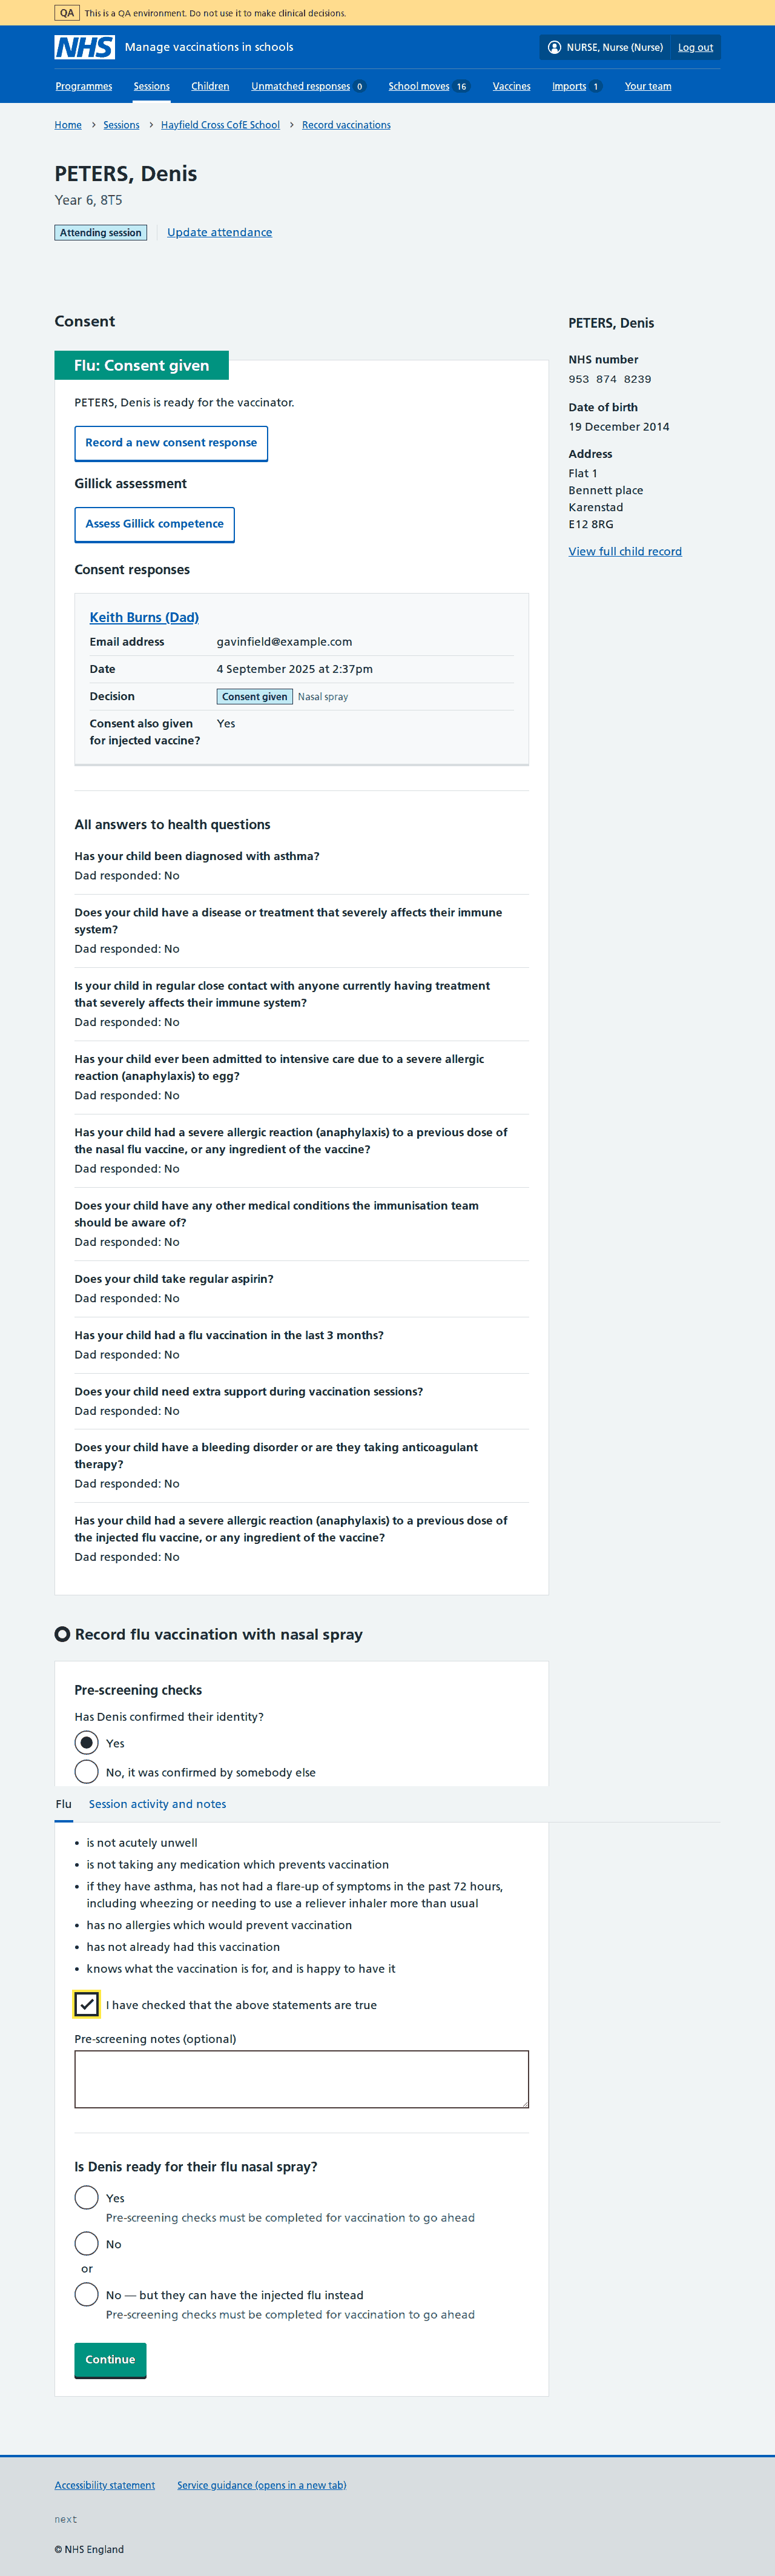 QA This is a QA environment. Do not use it to make clinical decisions.
NHS Manage vaccinations in schools NURSE, Nurse (Nurse) Log out
Programmes Sessions Children Unmatched responses 0 School moves 16 Vaccines Imports 1 Your team
Home Sessions Hayfield Cross CofE School Record vaccinations
PETERS, Denis
Year 6, 8T5
Attending session Update attendance
Consent
Flu: Consent given
PETERS, Denis is ready for the vaccinator.
Record a new consent response
Gillick assessment
Assess Gillick competence
Consent responses
Keith Burns (Dad)
Email address gavinfield@example.com
Date 4 September 2025 at 2:37pm
Decision Consent given Nasal spray
Consent also given Yes
for injected vaccine?
All answers to health questions
Has your child been diagnosed with asthma?
Dad responded: No
Does your child have a disease or treatment that severely affects their immune
system?
Dad responded: No
Is your child in regular close contact with anyone currently having treatment
that severely affects their immune system?
Dad responded: No
Has your child ever been admitted to intensive care due to a severe allergic
reaction (anaphylaxis) to egg?
Dad responded: No
Has your child had a severe allergic reaction (anaphylaxis) to a previous dose of
the nasal flu vaccine, or any ingredient of the vaccine?
Dad responded: No
Does your child have any other medical conditions the immunisation team
should be aware of?
Dad responded: No
Does your child take regular aspirin?
Dad responded: No
Has your child had a flu vaccination in the last 3 months?
Dad responded: No
Does your child need extra support during vaccination sessions?
Dad responded: No
Does your child have a bleeding disorder or are they taking anticoagulant
therapy?
Dad responded: No
Has your child had a severe allergic reaction (anaphylaxis) to a previous dose of
the injected flu vaccine, or any ingredient of the vaccine?
Dad responded: No
PETERS, Denis
NHS number
953 874 8239
Date of birth
19 December 2014
Address
Flat 1
Bennett place
Karenstad
E12 8RG
View full child record
Record flu vaccination with nasal spray
Pre-screening checks
Has Denis confirmed their identity?
Yes
No, it was confirmed by somebody else
Flu Session activity and notes
is not acutely unwell
is not taking any medication which prevents vaccination
if they have asthma, has not had a flare-up of symptoms in the past 72 hours,
including wheezing or needing to use a reliever inhaler more than usual
has no allergies which would prevent vaccination
has not already had this vaccination
knows what the vaccination is for, and is happy to have it
I have checked that the above statements are true
Pre-screening notes (optional)
Is Denis ready for their flu nasal spray?
Yes
Pre-screening checks must be completed for vaccination to go ahead
No
or
No — but they can have the injected flu instead
Pre-screening checks must be completed for vaccination to go ahead
Continue
Accessibility statement Service guidance (opens in a new tab)
next
© NHS England